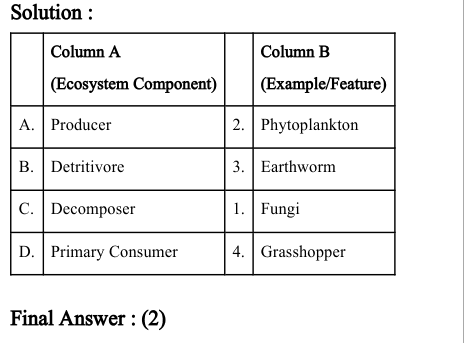 Solution :
Column A Column B
(Ecosystem Component) (Example/Feature)
A. Producer 2. Phytoplankton
B. Detritivore 3. Earthworm
C. Decomposer 1. Fungi
D. Primary Consumer 4. Grasshopper
Final Answer : (2)